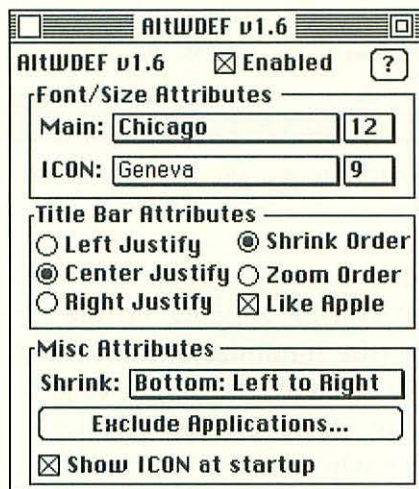 AltWDEF v1.6
AltWDEF v1.6 Enabled ?
Font/Size Attributes
Main: Chicago 12
ICON: Geneva 9
Title Bar Attributes
Left Justify Shrink Order
Center Justify Zoom Order
Right Justify Like Apple
Misc Attributes
Shrink: Bottom: Left to Right
Exclude Applications...
Show ICON at startup